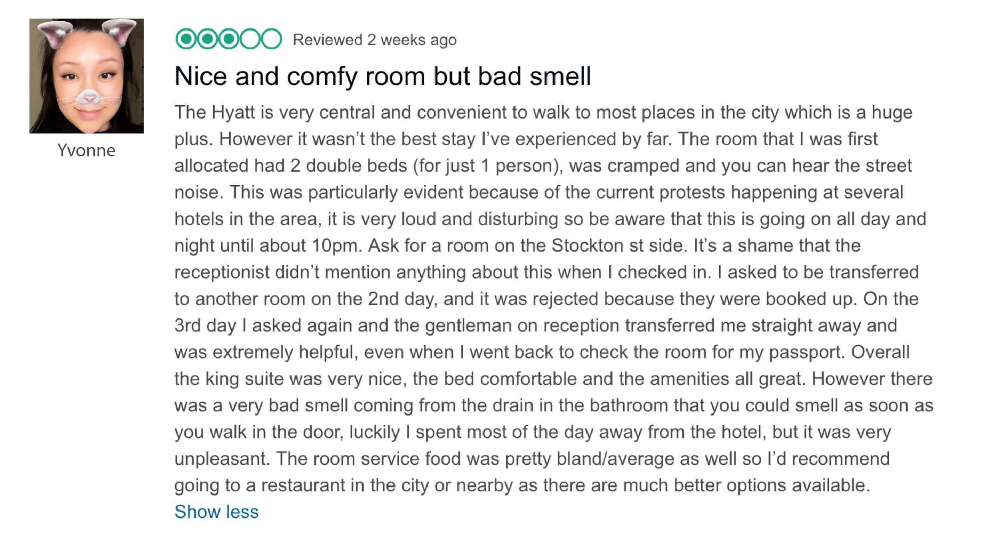 Reviewed 2 weeks ago
Nice and comfy room but bad smell
Yvonne
The Hyatt is very central and convenient to walk to most places in the city which is a huge
plus. However it wasn’t the best stay I’ve experienced by far. The room that I was first
allocated had 2 double beds (for just 1 person), was cramped and you can hear the street
noise. This was particularly evident because of the current protests happening at several
hotels in the area, it is very loud and disturbing so be aware that this is going on all day and
night until about 10pm. Ask for a room on the Stockton st side. It’s a shame that the
receptionist didn’t mention anything about this when I checked in. I asked to be transferred
to another room on the 2nd day, and it was rejected because they were booked up. On the
3rd day I asked again and the gentleman on reception transferred me straight away and
was extremely helpful, even when I went back to check the room for my passport. Overall
the king suite was very nice, the bed comfortable and the amenities all great. However there
was a very bad smell coming from the drain in the bathroom that you could smell as soon as
you walk in the door, luckily I spent most of the day away from the hotel, but it was very
unpleasant. The room service food was pretty bland/average as well so I’d recommend
going to a restaurant in the city or nearby as there are much better options available.
Show less